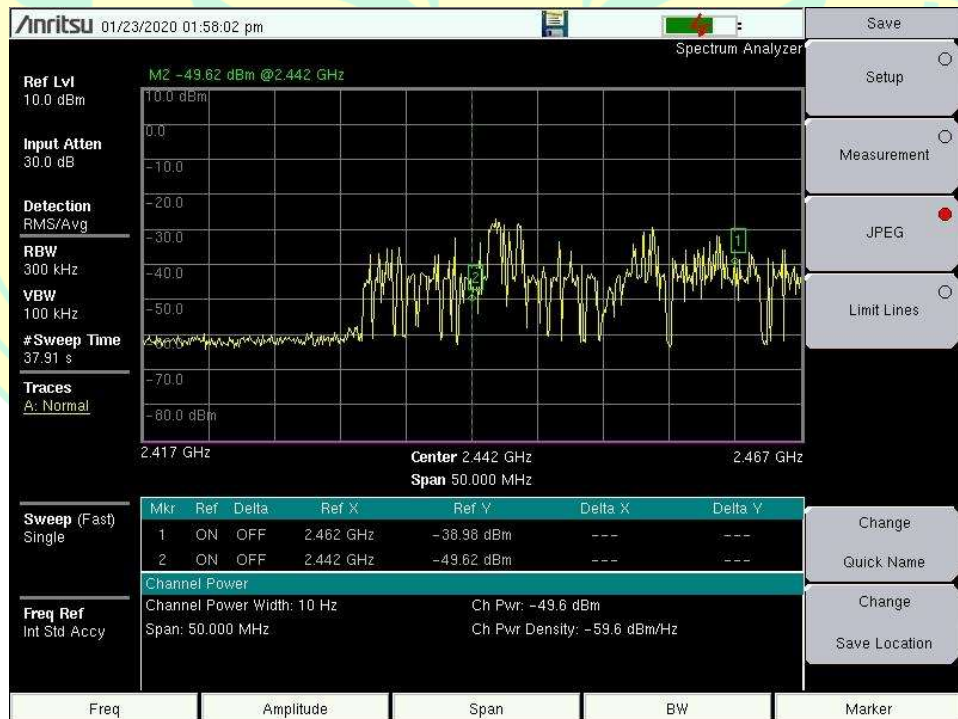 Anritsu 01/23/2020 01:58:02 pm
Save
Spectrum Analyzer
Setup
Measurement
JPEG
Limit Lines
Change
Quick Name
Change
Save Location
Ref Lvl
10.0 dBm
Input Atten
30.0 dB
Detection
RMS/Avg
RBW
300 kHz
VBW
100 kHz
#Sweep Time
37.91 s
Traces
A: Normal
Sweep (Fast)
Single
Freq Ref
Int Std Accy
M2 -49.62 dBm @2.442 GHz
10.0 dBm
0.0
-10.0
-20.0
-30.0
-40.0
-50.0
-60.0
-70.0
-80.0 dBm
1
2
2.417 GHz Center 2.442 GHz 2.467 GHz
Span 50.000 MHz
Mkr Ref Delta Ref X Ref Y Delta X Delta Y
1 ON OFF 2.462 GHz -38.98 dBm --- ---
2 ON OFF 2.442 GHz -49.62 dBm --- ---
Channel Power
Channel Power Width: 10 Hz Ch Pwr: -49.6 dBm
Span: 50.000 MHz Ch Pwr Density: -59.6 dBm/Hz
Freq Amplitude Span BW Marker